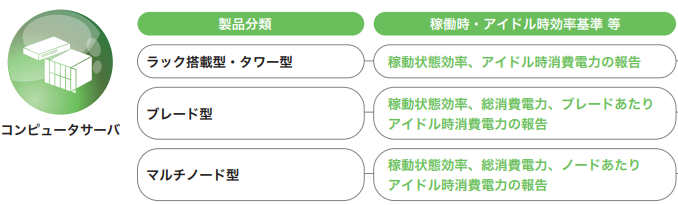 製品分類
稼働時・アイドル時効率基準 等
コンピュータサーバ
ラック搭載型・タワー型
稼動状態効率、アイドル時消費電力の報告
ブレード型
稼動状態効率、総消費電力、ブレードあたり
アイドル時消費電力の報告
マルチノード型
稼動状態効率、総消費電力、ノードあたり
アイドル時消費電力の報告